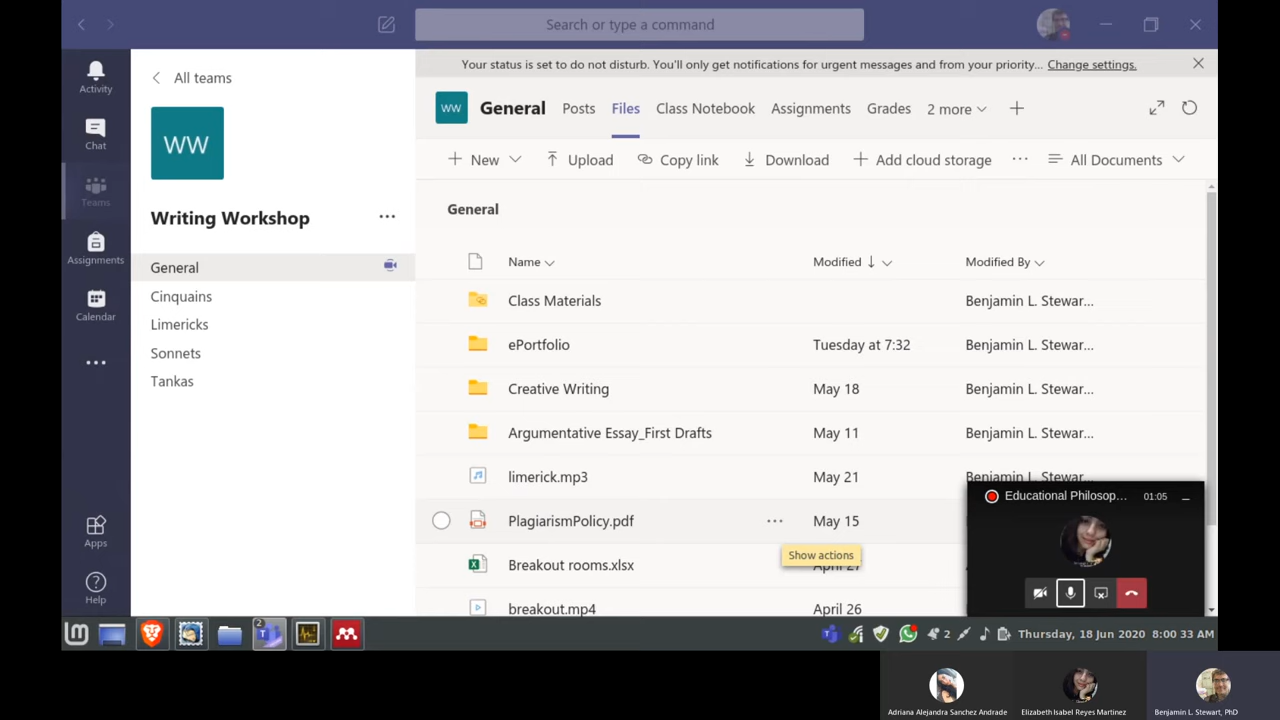 Search or type a command
Your status is set to do not disturb. You'll only get notifications for urgent messages and from your priority... Change settings.
Activity
Chat
Teams
Assignments
Calendar
Apps
Help
All teams
WW
Writing Workshop
General
Cinquains
Limericks
Sonnets
Tankas
WW General Posts Files Class Notebook Assignments Grades 2 more
New Upload Copy link Download Add cloud storage All Documents
General
Name Modified Modified By
Class Materials Benjamin L. Stewar...
ePortfolio Tuesday at 7:32 Benjamin L. Stewar...
Creative Writing May 18 Benjamin L. Stewar...
Argumentative Essay_First Drafts May 11 Benjamin L. Stewar...
limerick.mp3 May 21 Benjamin L. Stewar...
PlagiarismPolicy.pdf May 15
Show actions
Breakout rooms.xlsx April 27
breakout.mp4 April 26
Educational Philosop... 01:05
2 2 Thursday, 18 Jun 2020 8:00 33 AM
Adriana Alejandra Sanchez Andrade
Elizabeth Isabel Reyes Martinez
Benjamin L. Stewart, PhD